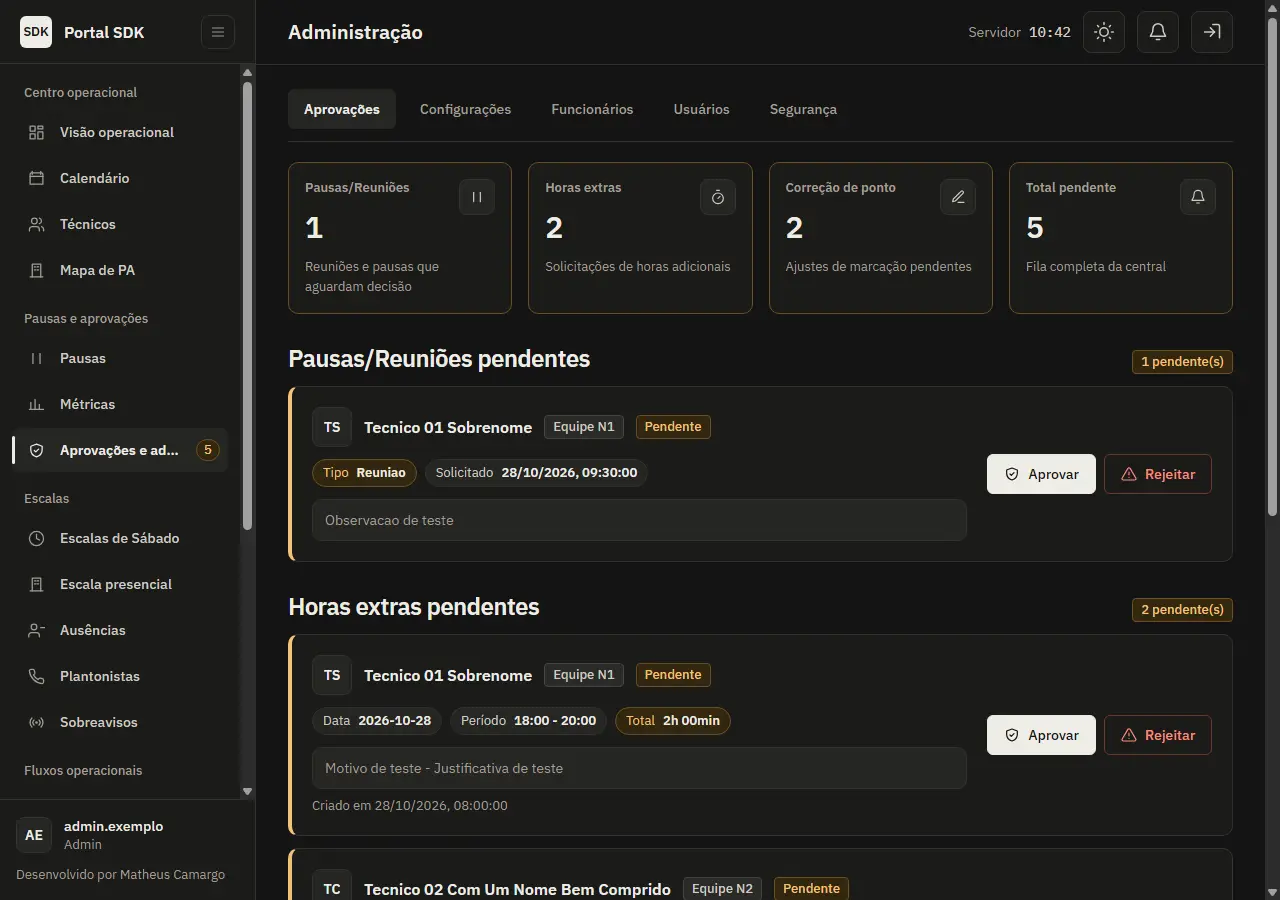 SDK Portal SDK
Centro operacional
Visão operacional
Calendário
Técnicos
Mapa de PA
Pausas e aprovações
Pausas
Métricas
Aprovações e ad... 5
Escalas
Escalas de Sábado
Escala presencial
Ausências
Plantonistas
Sobreavisos
Fluxos operacionais
AE admin.exemplo
Admin
Desenvolvido por Matheus Camargo
Administração
Servidor 10:42
Aprovações Configurações Funcionários Usuários Segurança
Pausas/Reuniões
1
Reuniões e pausas que
aguardam decisão
Horas extras
2
Solicitações de horas adicionais
Correção de ponto
2
Ajustes de marcação pendentes
Total pendente
5
Fila completa da central
Pausas/Reuniões pendentes 1 pendente(s)
TS Tecnico 01 Sobrenome Equipe N1 Pendente
Tipo Reuniao Solicitado 28/10/2026, 09:30:00
Observacao de teste
Aprovar Rejeitar
Horas extras pendentes 2 pendente(s)
TS Tecnico 01 Sobrenome Equipe N1 Pendente
Data 2026-10-28 Período 18:00 - 20:00 Total 2h 00min
Motivo de teste - Justificativa de teste
Criado em 28/10/2026, 08:00:00
Aprovar Rejeitar
TC Tecnico 02 Com Um Nome Bem Comprido Equipe N2 Pendente